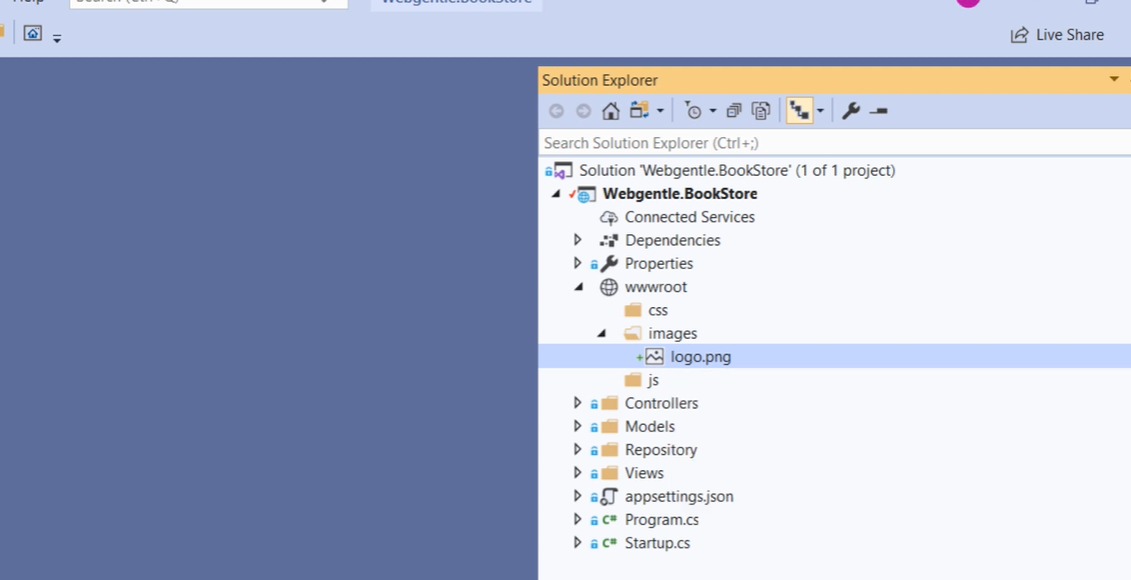 Help Search (Ctrl+Q) Webgentle.BookStore
Live Share
Solution Explorer
Search Solution Explorer (Ctrl+;)
Solution 'Webgentle.BookStore' (1 of 1 project)
Webgentle.BookStore
Connected Services
Dependencies
Properties
wwwroot
css
images
logo.png
js
Controllers
Models
Repository
Views
appsettings.json
C# Program.cs
C# Startup.cs